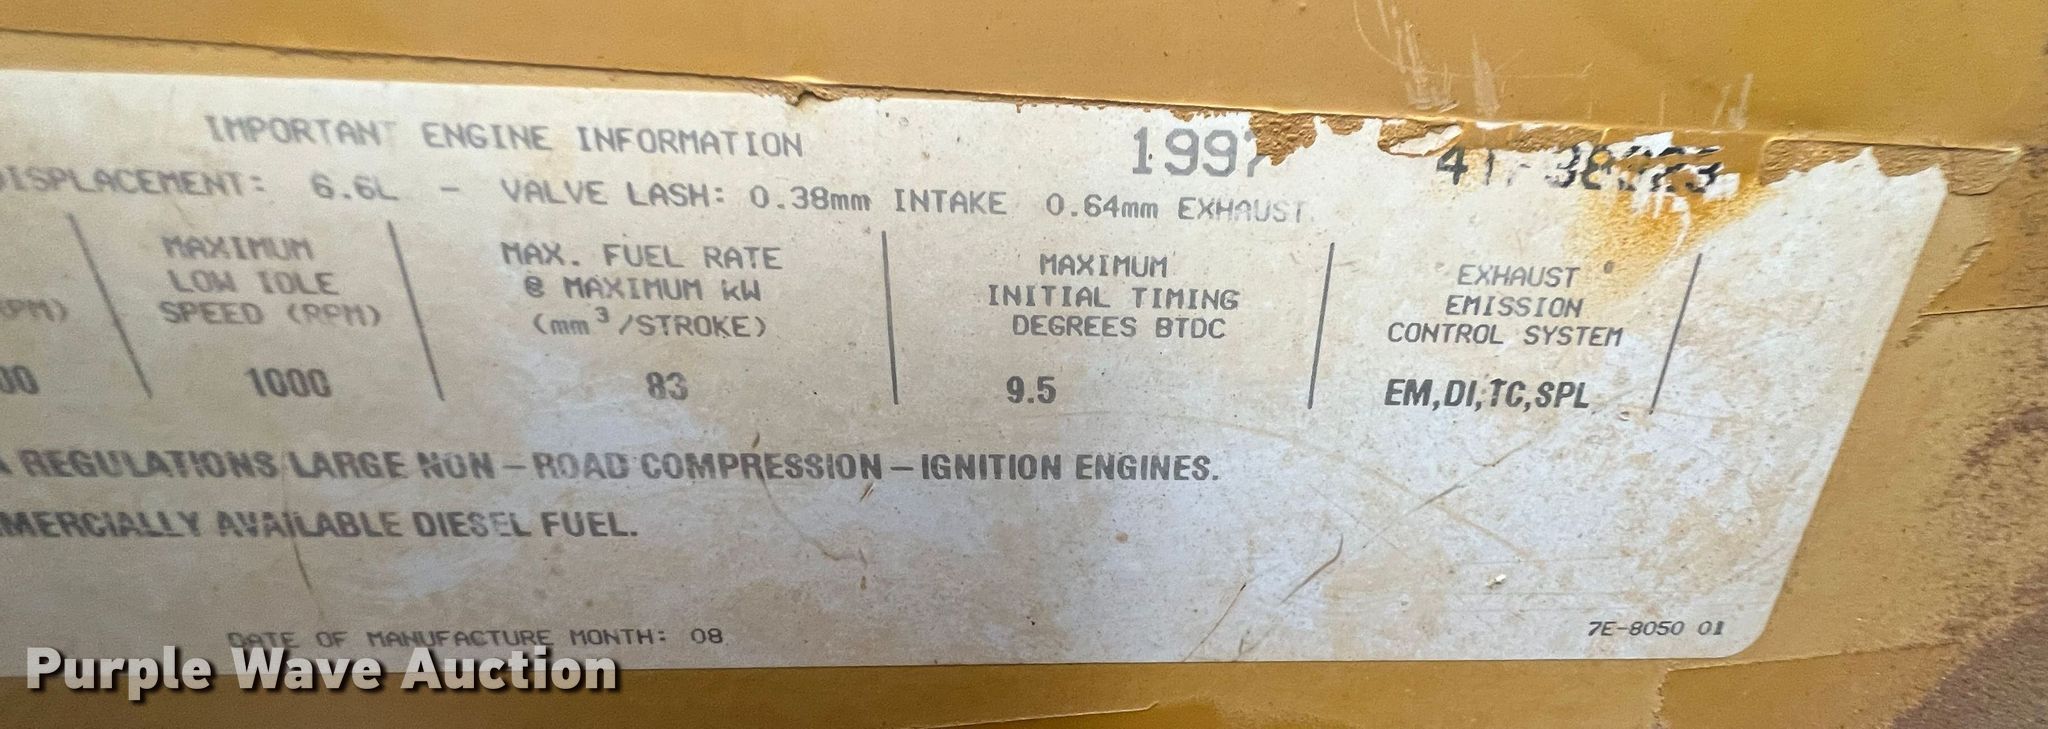 IMPORTANT ENGINE INFORMATION 1997
DISPLACEMENT: 6.6L - VALVE LASH: 0.38mm INTAKE 0.64mm EXHAUST
RPM)
MAXIMUM
LOW IDLE
SPEED (RPM)
MAX. FUEL RATE
@ MAXIMUM kW
(mm³/STROKE)
MAXIMUM
INITIAL TIMING
DEGREES BTDC
EXHAUST
EMISSION
CONTROL SYSTEM
00 1000 83 9.5 EM,DI,TC,SPL
REGULATIONS LARGE NON-ROAD COMPRESSION-IGNITION ENGINES.
MERCIALLY AVAILABLE DIESEL FUEL.
DATE OF MANUFACTURE MONTH: 08
7E-8050 01
Purple Wave Auction